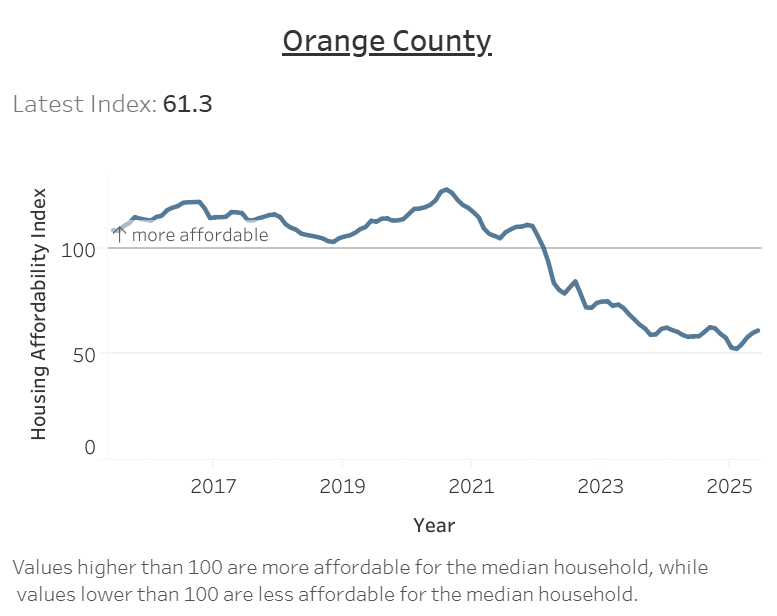 Orange County
Latest Index: 61.3
Housing Affordability Index
↑ more affordable
100
50
0
2017 2019 2021 2023 2025
Year
Values higher than 100 are more affordable for the median household, while
values lower than 100 are less affordable for the median household.